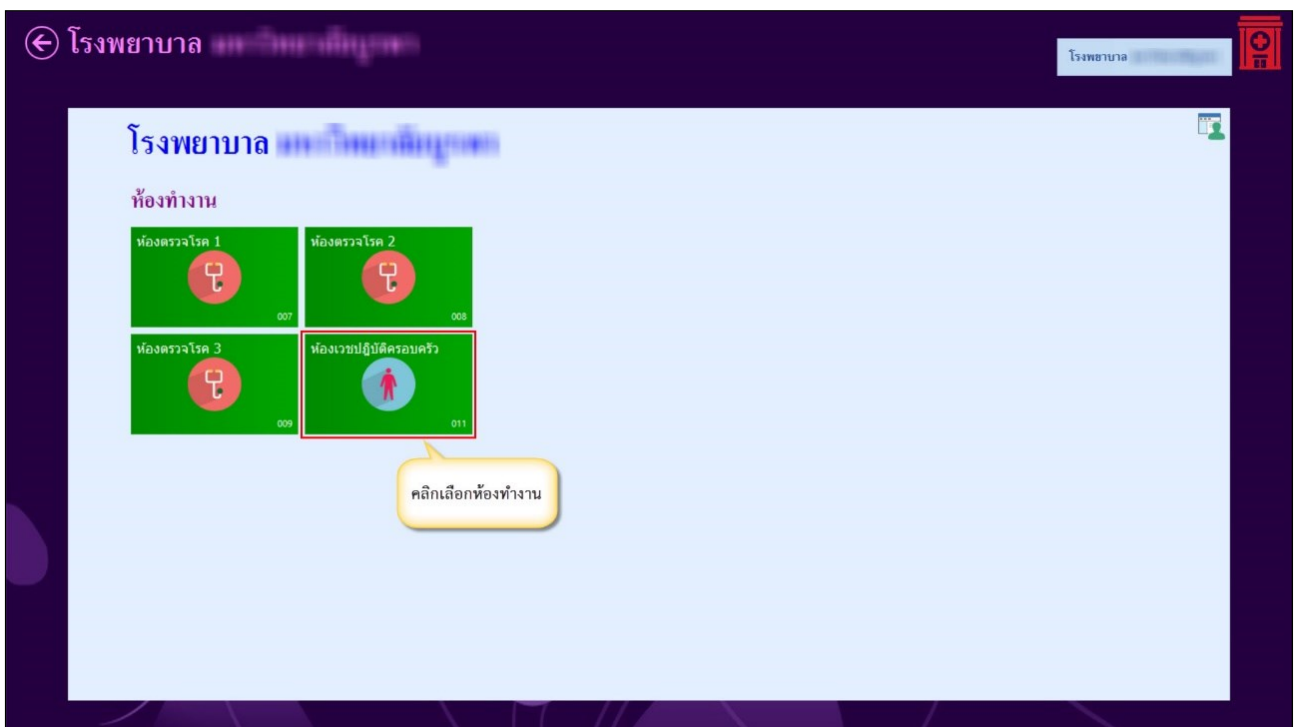 โรงพยาบาล
โรงพยาบาล
โรงพยาบาล
ห้องทำงาน
ห้องตรวจโรค 1
007
ห้องตรวจโรค 2
008
ห้องตรวจโรค 3
009
ห้องเวชปฏิบัติครอบครัว
011
คลิกเลือกห้องทำงาน